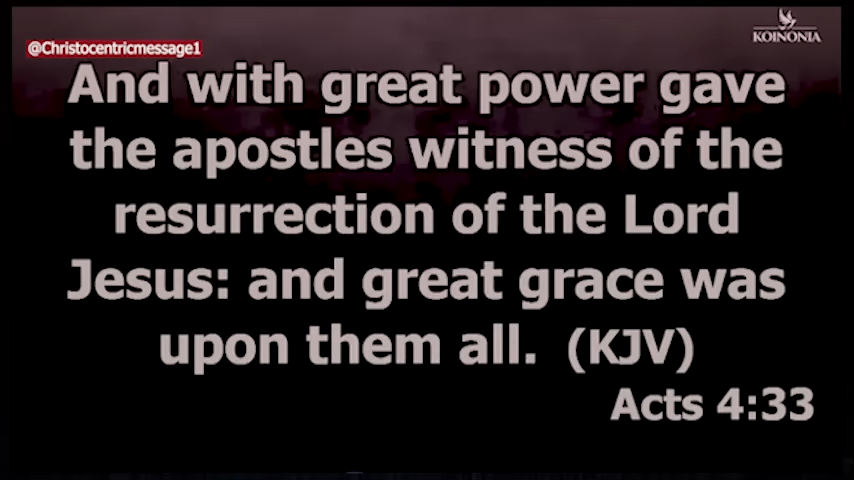 @Christocentricmessage1
KOINONIA
And with great power gave
the apostles witness of the
resurrection of the Lord
Jesus: and great grace was
upon them all. (KJV)
Acts 4:33